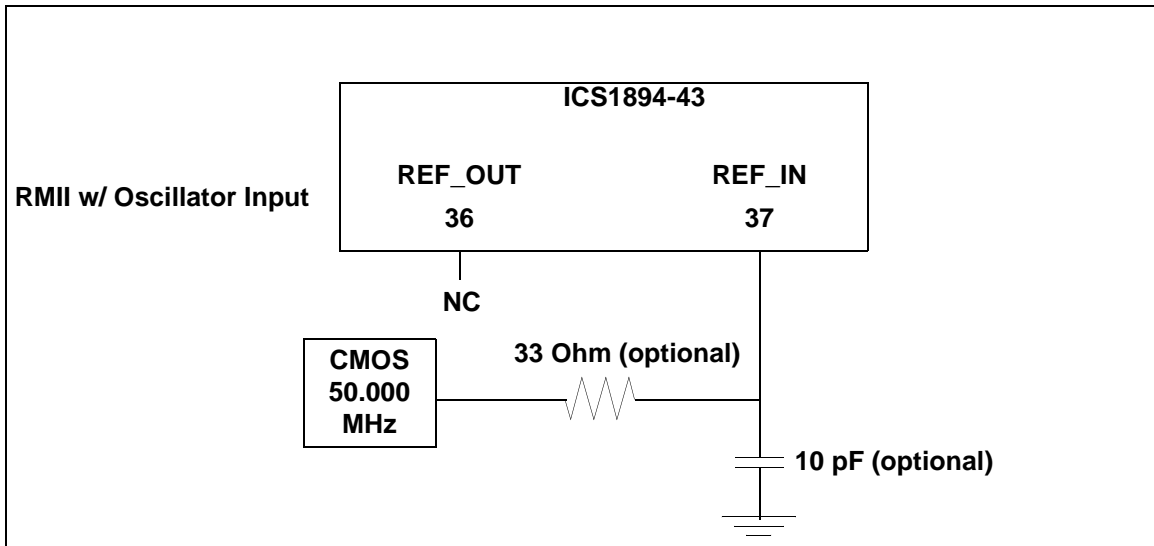 ICS1894-43
REF_OUT
REF_IN
RMII w/ Oscillator Input
36
37
NC
33 Ohm (optional)
CMOS
50.000
MHz
10 pF (optional)